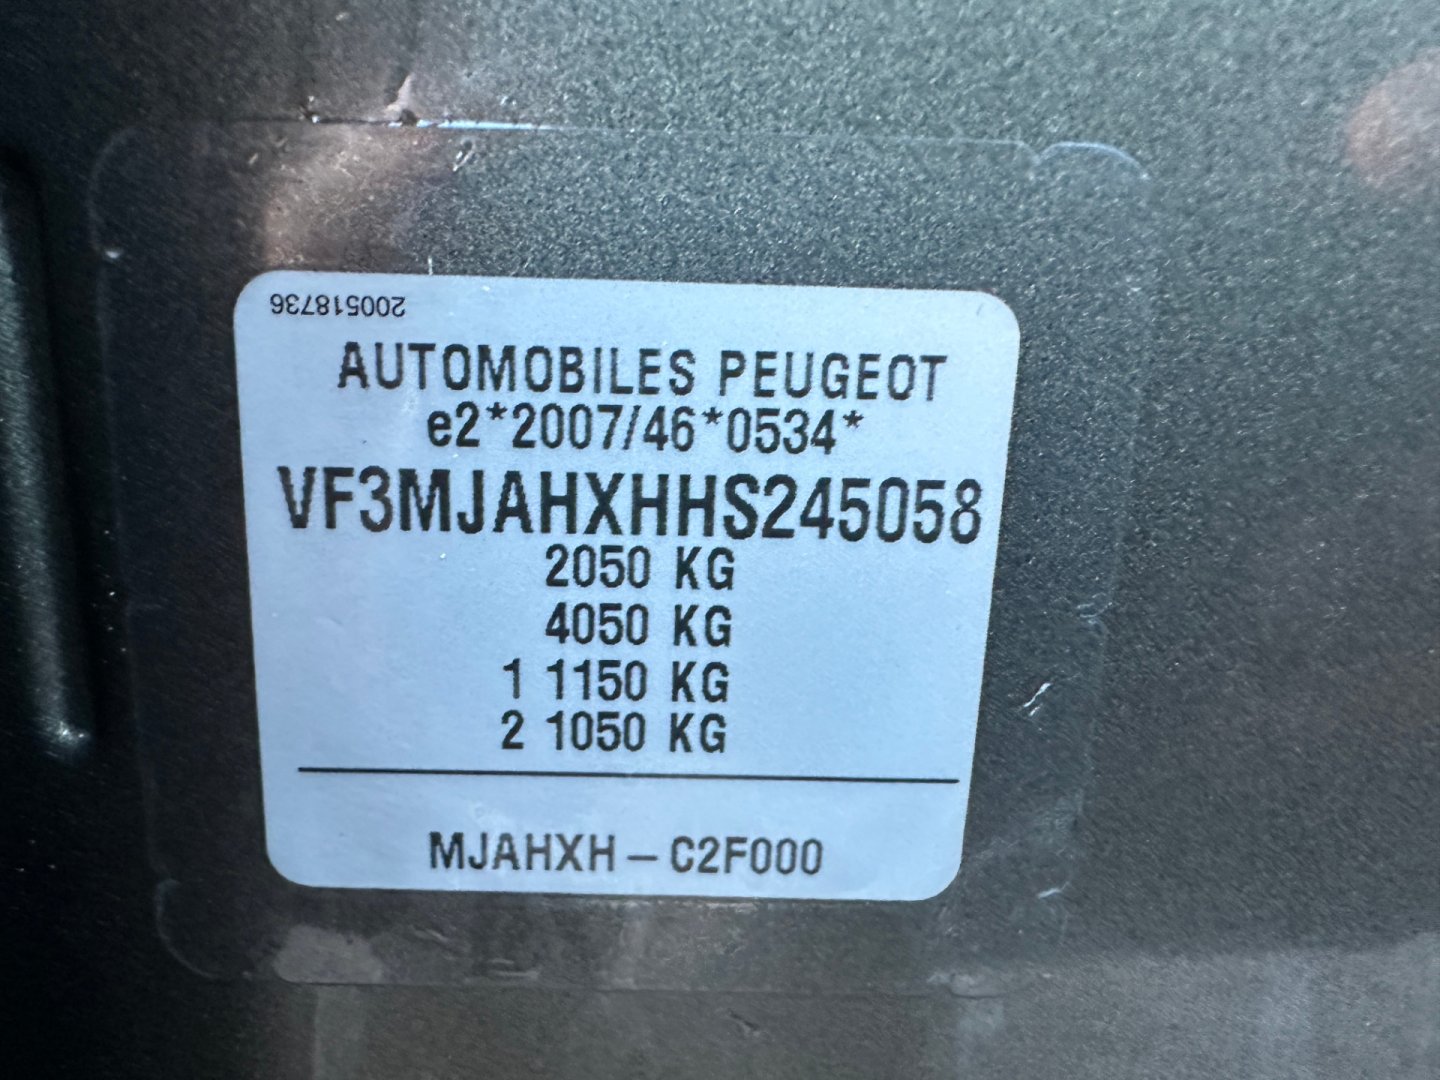 200518736
AUTOMOBILES PEUGEOT
e2*2007/46*0534*
VF3MJAHXHHS245058
2050 KG
4050 KG
1 1150 KG
2 1050 KG
MJAHXH – C2F000